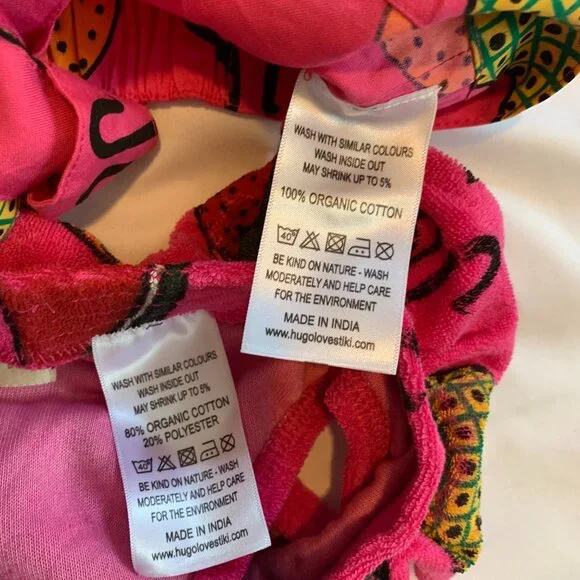 WASH WITH SIMILAR COLOURS
WASH INSIDE OUT
MAY SHRINK UP TO 5%
100% ORGANIC COTTON
40°
BE KIND ON NATURE - WASH
MODERATELY AND HELP CARE
FOR THE ENVIRONMENT
MADE IN INDIA
www.hugolovestiki.com
WASH WITH SIMILAR COLOURS
WASH INSIDE OUT
MAY SHRINK UP TO 5%
80% ORGANIC COTTON
20% POLYESTER
40°
BE KIND ON NATURE - WASH
MODERATELY AND HELP CARE
FOR THE ENVIRONMENT
MADE IN INDIA
www.hugolovestiki.com